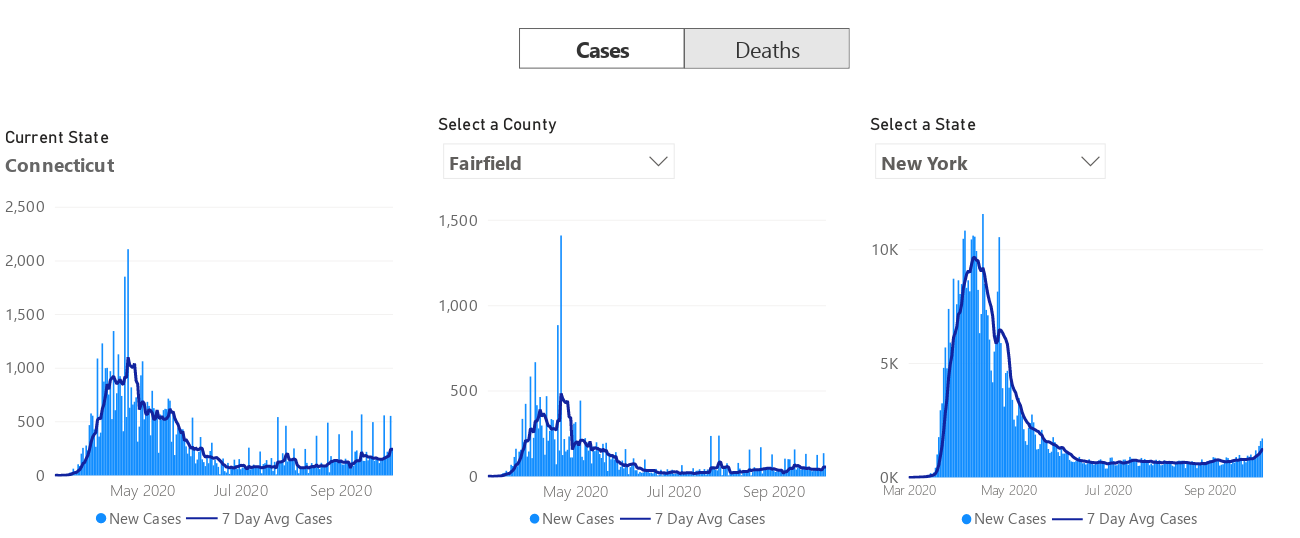 Cases Deaths
Current State
Connecticut
2,500
2,000
1,500
1,000
500
0
May 2020 Jul 2020 Sep 2020
New Cases 7 Day Avg Cases
Select a County
Fairfield
1,500
1,000
500
0
May 2020 Jul 2020 Sep 2020
New Cases 7 Day Avg Cases
Select a State
New York
10K
5K
0K
Mar 2020 May 2020 Jul 2020 Sep 2020
New Cases 7 Day Avg Cases